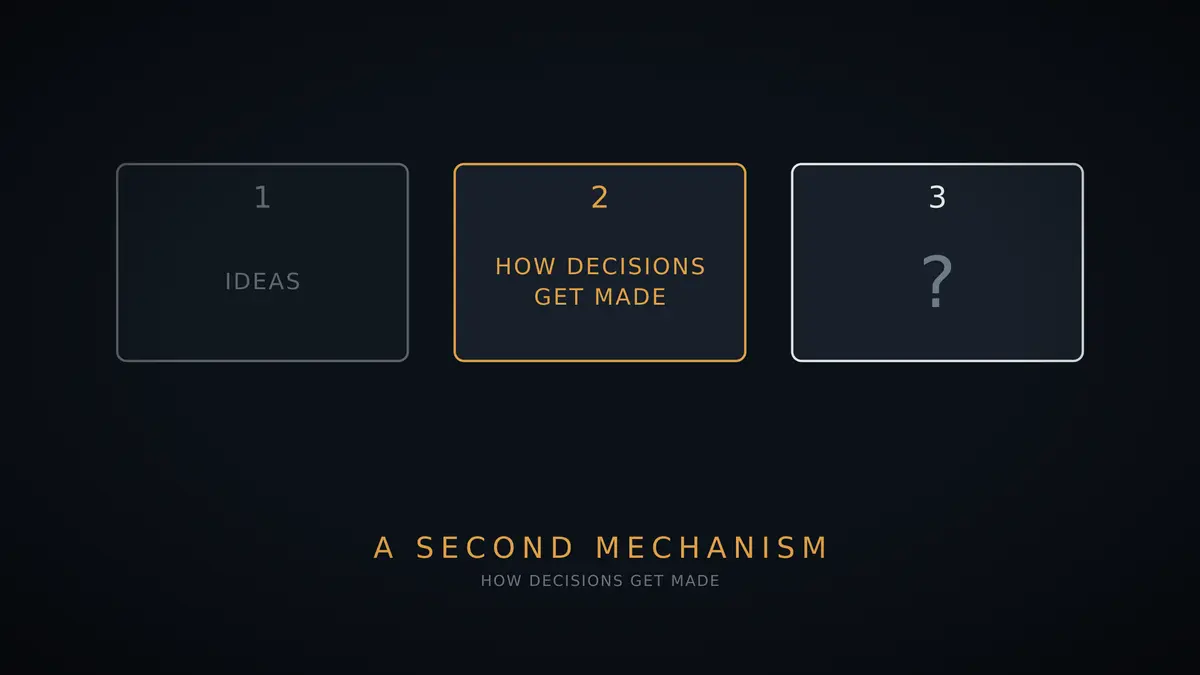 1
IDEAS
2
HOW DECISIONS
GET MADE
3
?
A SECOND MECHANISM
HOW DECISIONS GET MADE